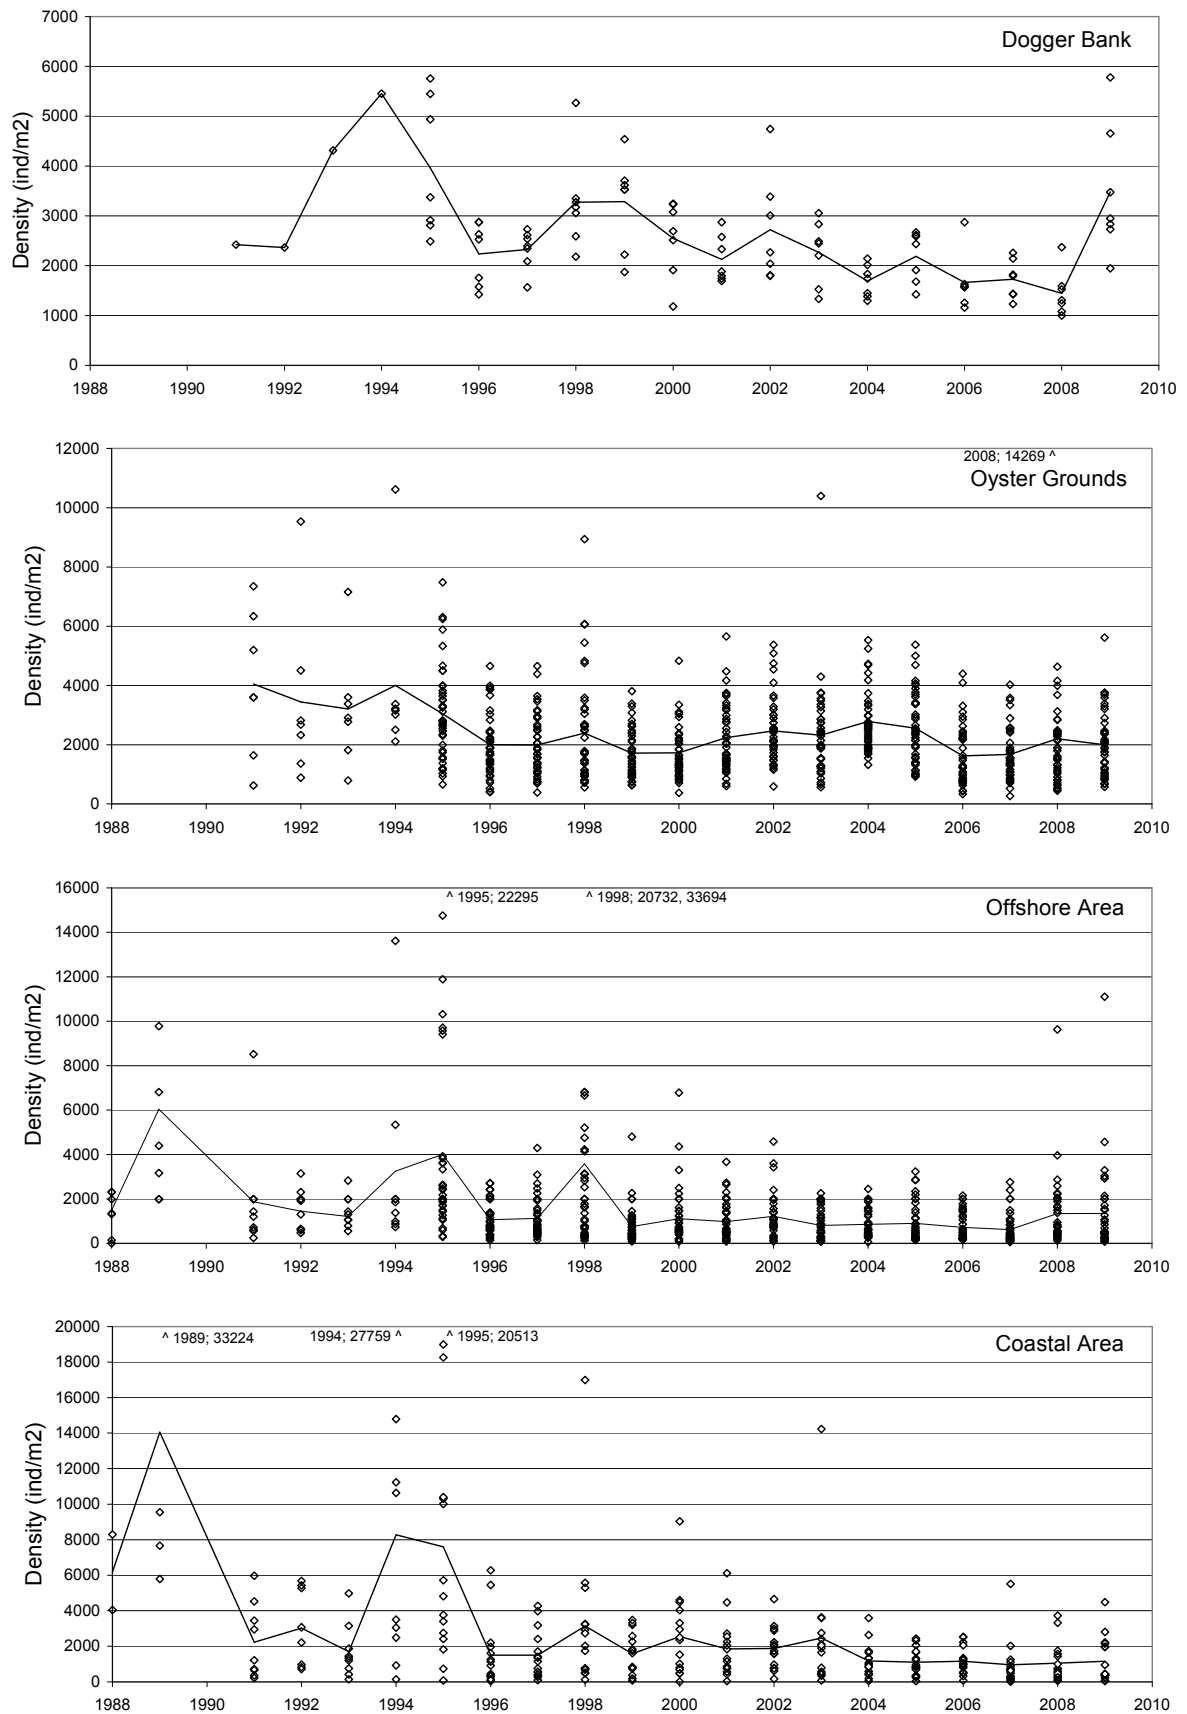 7000
Dogger Bank
6000
5000
4000
3000
2000
1000
0
Density (ind/m2)
1988 1990 1992 1994 1996 1998 2000 2002 2004 2006 2008 2010
12000
2008; 14269 ^
Oyster Grounds
10000
8000
6000
4000
2000
0
Density (ind/m2)
1988 1990 1992 1994 1996 1998 2000 2002 2004 2006 2008 2010
16000
^ 1995; 22295 ^ 1998; 20732, 33694
Offshore Area
14000
12000
10000
8000
6000
4000
2000
0
Density (ind/m2)
1988 1990 1992 1994 1996 1998 2000 2002 2004 2006 2008 2010
20000
^ 1989; 33224 1994; 27759 ^ ^ 1995; 20513
Coastal Area
18000
16000
14000
12000
10000
8000
6000
4000
2000
0
Density (ind/m2)
1988 1990 1992 1994 1996 1998 2000 2002 2004 2006 2008 2010